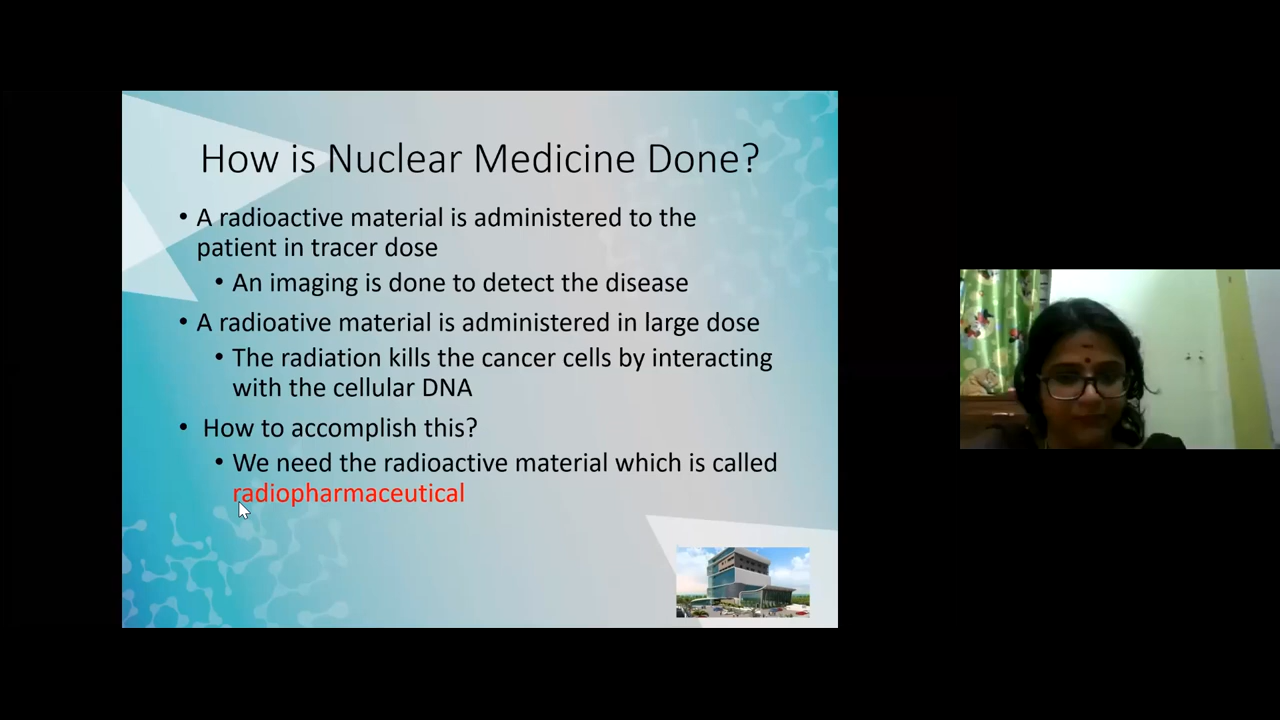 How is Nuclear Medicine Done?
• A radioactive material is administered to the
patient in tracer dose
• An imaging is done to detect the disease
• A radioative material is administered in large dose
• The radiation kills the cancer cells by interacting
with the cellular DNA
• How to accomplish this?
• We need the radioactive material which is called
radiopharmaceutical